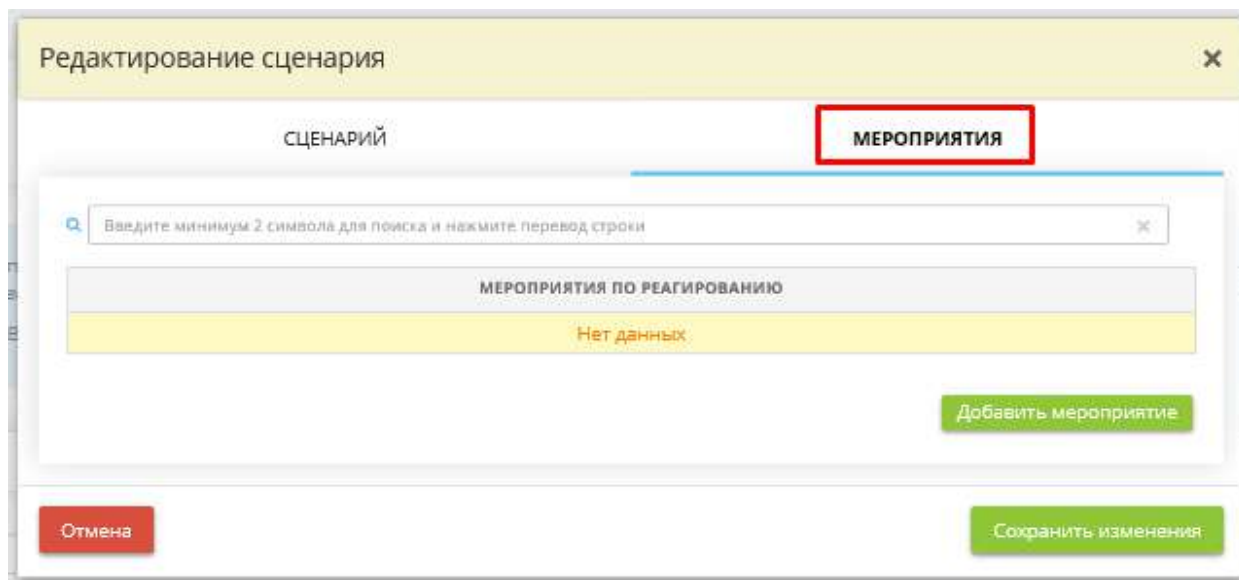 Редактирование сценария
СЦЕНАРИЙ
МЕРОПРИЯТИЯ
Введите минимум 2 символа для поиска и нажмите перевод строки
МЕРОПРИЯТИЯ ПО РЕАГИРОВАНИЮ
Нет данных
Добавить мероприятие
Отмена
Сохранить изменения